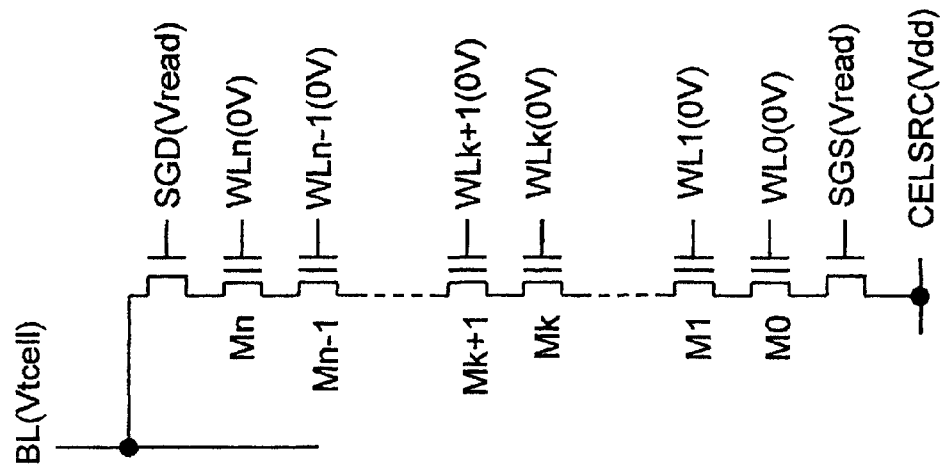 BL(Vtcell)
SGD(Vread)
WLn(0V)
WLn-1(0V)
WLk+1(0V)
WLk(0V)
WL1(0V)
WL0(0V)
SGS(Vread)
CELSRC(Vdd)
Mn
Mn-1
Mk+1
Mk
M1
M0